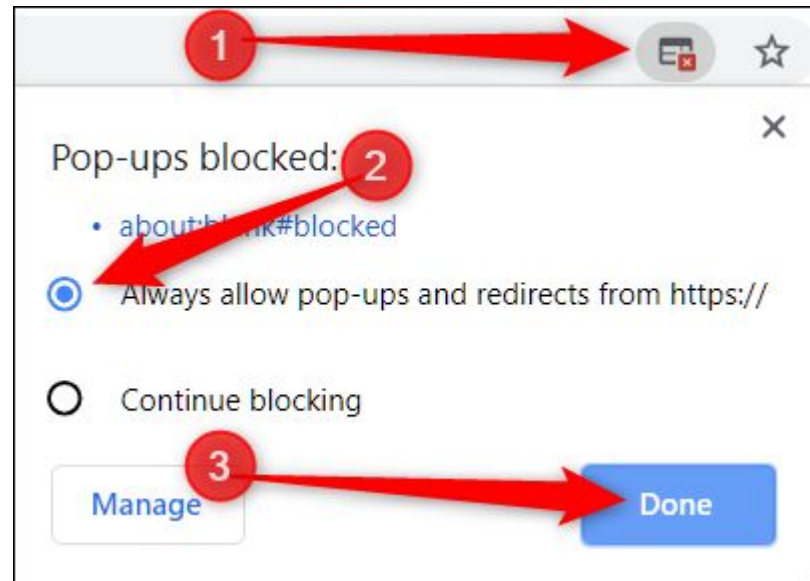 1
Pop-ups blocked:
2
• about:blank#blocked
Always allow pop-ups and redirects from https://
Continue blocking
3
Manage
Done